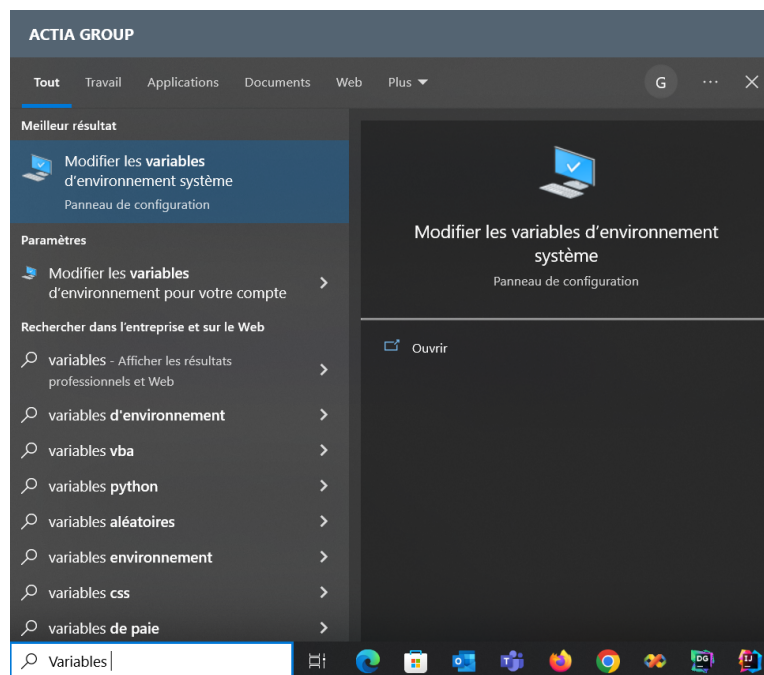 ACTIA GROUP
Tout Travail Applications Documents Web Plus G ...
Meilleur résultat
Modifier les variables
d'environnement système
Panneau de configuration
Paramètres
Modifier les variables
d'environnement pour votre compte
Rechercher dans l'entreprise et sur le Web
variables - Afficher les résultats
professionnels et Web
variables d'environnement
variables vba
variables python
variables aléatoires
variables environnement
variables css
variables de paie
Modifier les variables d'environnement
système
Panneau de configuration
Ouvrir
Variables
DG
IJ